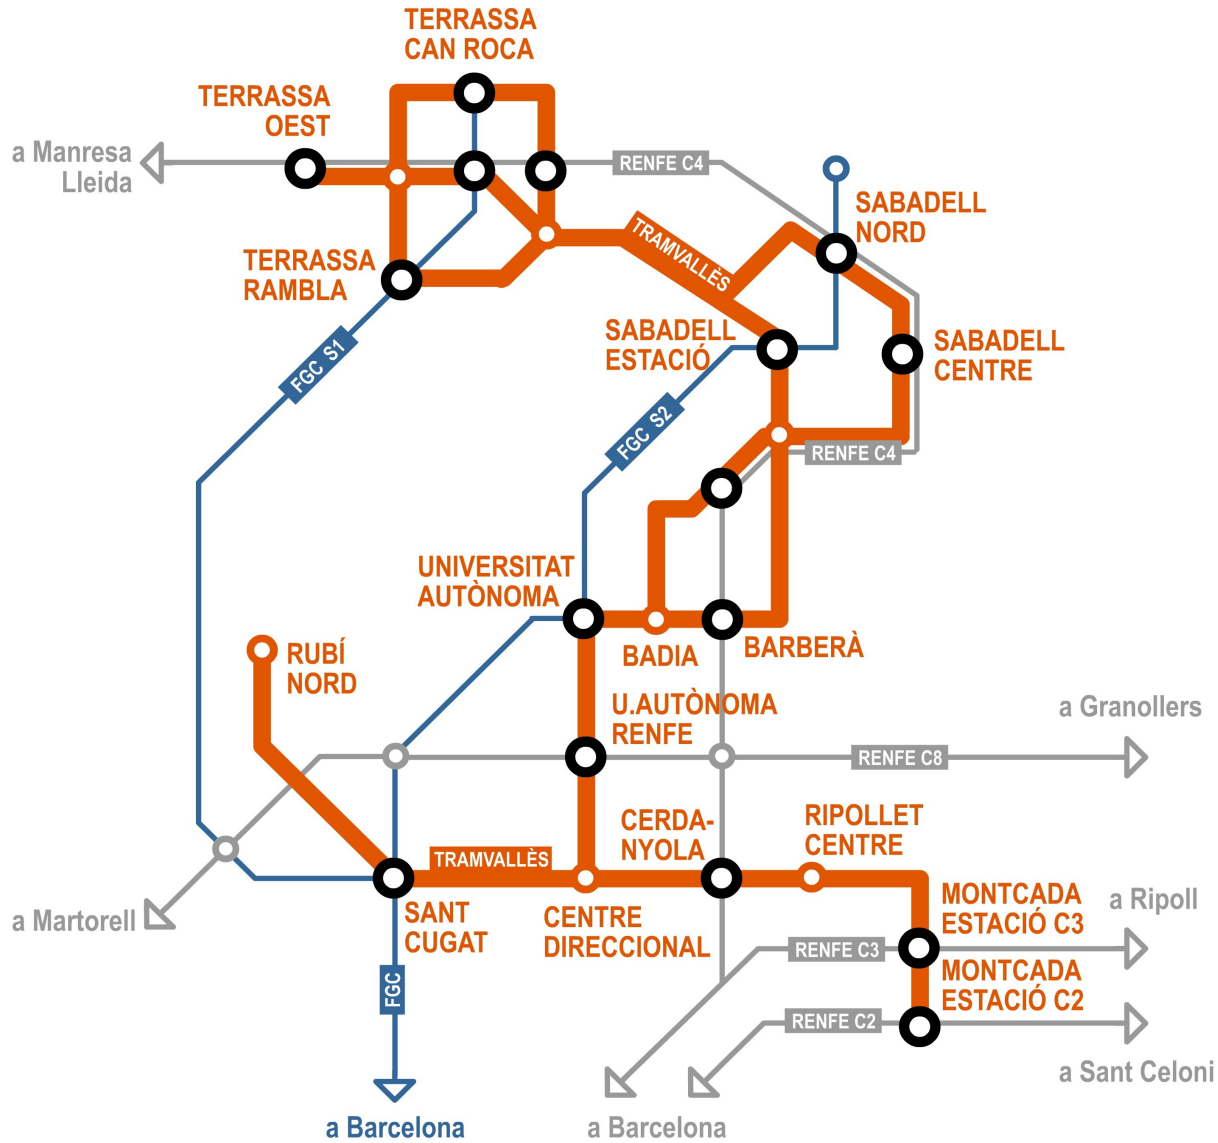 TERRASSA
CAN ROCA
TERRASSA
OEST
a Manresa
Lleida
RENFE C4
SABADELL
NORD
TRAMVALLÈS
TERRASSA
RAMBLA
SABADELL
ESTACIÓ
SABADELL
CENTRE
FGC S1
FGC S2
RENFE C4
UNIVERSITAT
AUTÒNOMA
BADIA
BARBERÀ
RUBÍ
NORD
U.AUTÒNOMA
RENFE
a Granollers
RENFE C8
CERDA-
NYOLA
RIPOLLET
CENTRE
TRAMVALLÈS
a Martorell
SANT
CUGAT
CENTRE
DIRECCIONAL
MONTCADA
ESTACIÓ C3
a Ripoll
RENFE C3
MONTCADA
ESTACIÓ C2
FGC
RENFE C2
a Sant Celoni
a Barcelona
a Barcelona